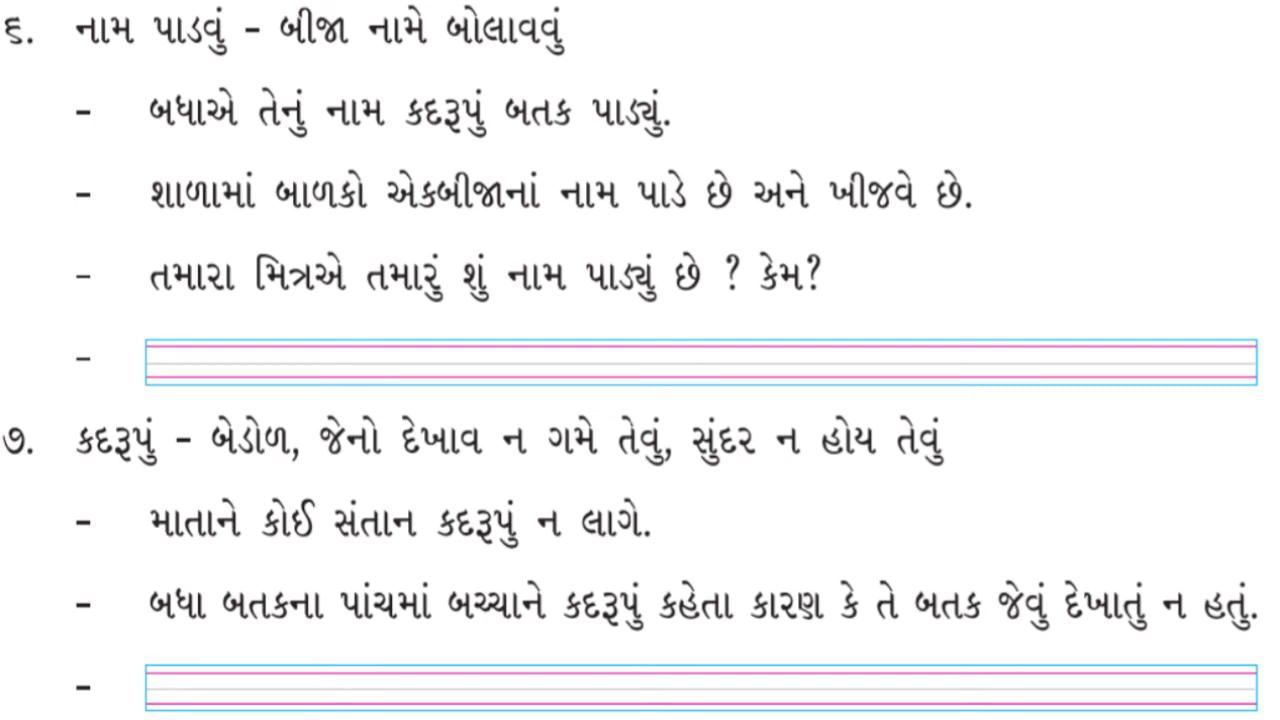 ૬. નામ પાડવું - બીજા નામે બોલાવવું
- બધાએ તેનું નામ કદરૂપું બતક પાડ્યું.
- શાળામાં બાળકો એકબીજાનાં નામ પાડે છે અને ખીજવે છે.
- તમારા મિત્રએ તમારું શું નામ પાડ્યું છે ? કેમ?
-
૭. કદરૂપું - બેડોળ, જેનો દેખાવ ન ગમે તેવું, સુંદર ન હોય તેવું
- માતાને કોઈ સંતાન કદરૂપું ન લાગે.
- બધા બતકના પાંચમાં બચ્ચાને કદરૂપું કહેતા કારણ કે તે બતક જેવું દેખાતું ન હતું.
-